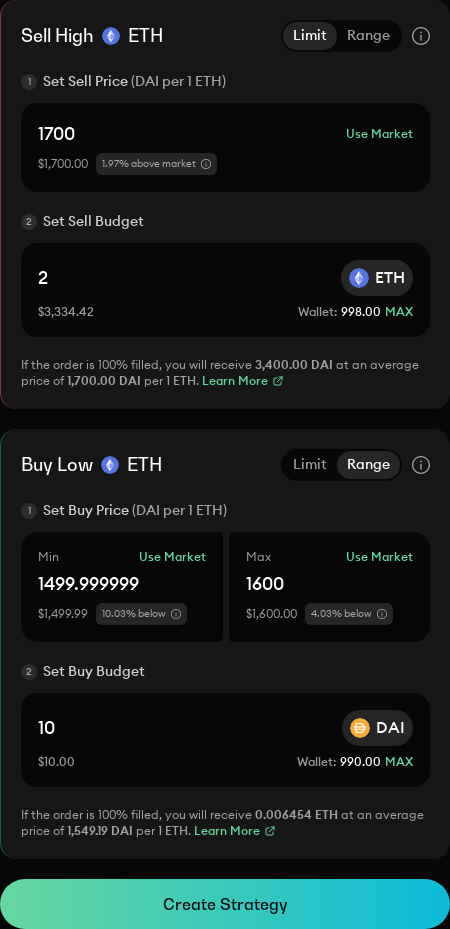 Sell High ETH Limit Range
1 Set Sell Price (DAI per 1 ETH)
1700 Use Market
$1,700.00 1.97% above market
2 Set Sell Budget
2 ETH
$3,334.42 Wallet: 998.00 MAX
If the order is 100% filled, you will receive 3,400.00 DAI at an average
price of 1,700.00 DAI per 1 ETH. Learn More
Buy Low ETH Limit Range
1 Set Buy Price (DAI per 1 ETH)
Min Use Market Max Use Market
1499.999999 1600
$1,499.99 10.03% below $1,600.00 4.03% below
2 Set Buy Budget
10 DAI
$10.00 Wallet: 990.00 MAX
If the order is 100% filled, you will receive 0.006454 ETH at an average
price of 1,549.19 DAI per 1 ETH. Learn More
Create Strategy